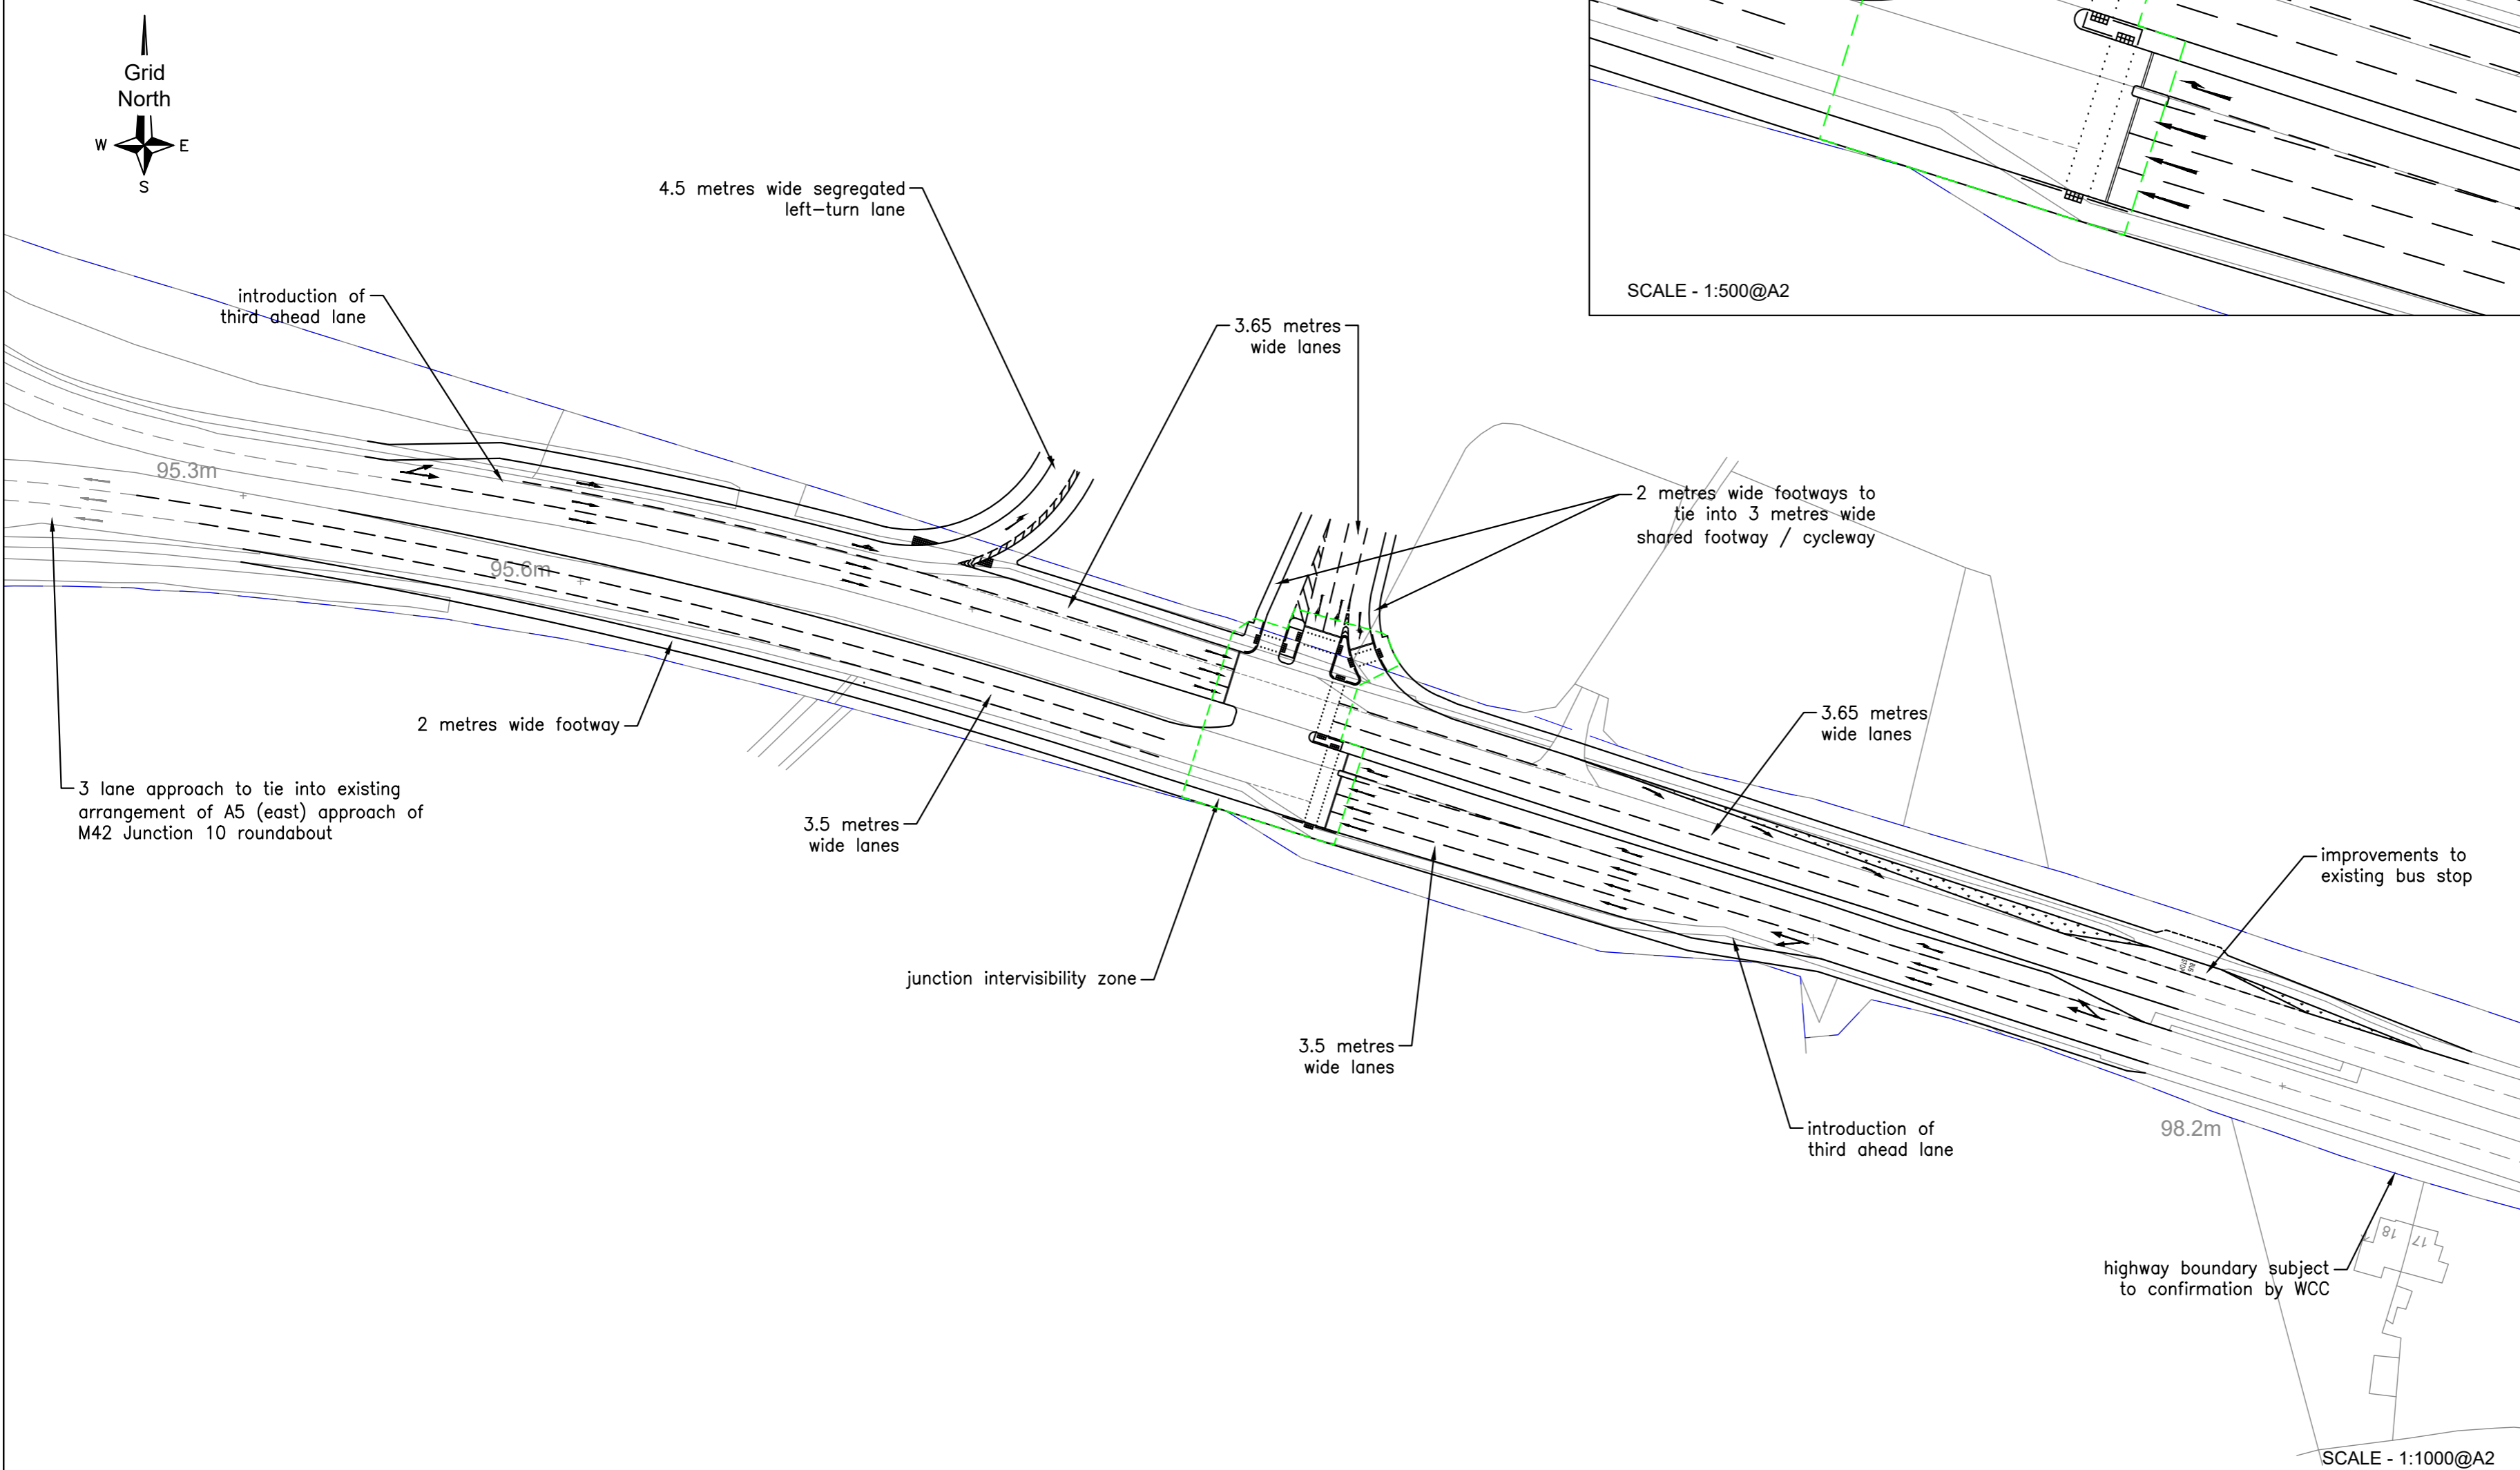 Grid
North
W
E
S
SCALE - 1:500@A2
4.5 metres wide segregated
left-turn lane
introduction of
third ahead lane
3.65 metres
wide lanes
95.3m
2 metres wide footways to
tie into 3 metres wide
shared footway / cycleway
95.6m
2 metres wide footway
3.65 metres
wide lanes
3 lane approach to tie into existing
arrangement of A5 (east) approach of
M42 Junction 10 roundabout
3.5 metres
wide lanes
improvements to
existing bus stop
BUS
STOP
junction intervisibility zone
3.5 metres
wide lanes
introduction of
third ahead lane
98.2m
18
17
highway boundary subject
to confirmation by WCC
SCALE - 1:1000@A2